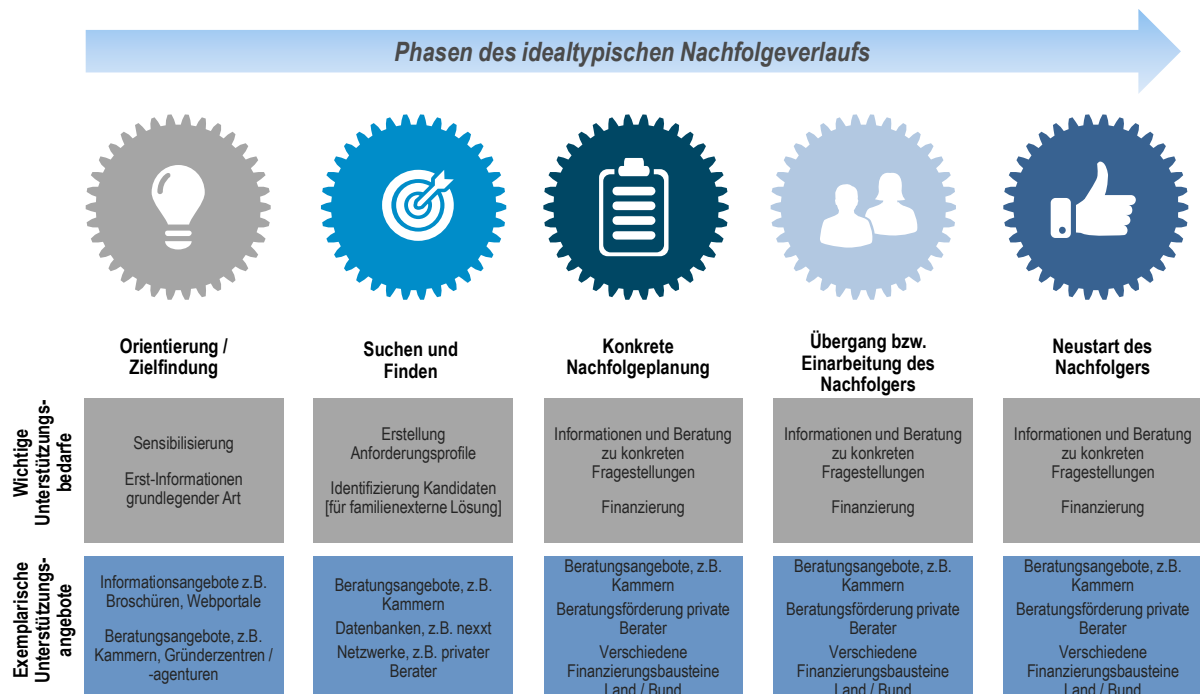 Phasen des idealtypischen Nachfolgeverlaufs
Orientierung /
Zielfindung
Suchen und
Finden
Konkrete
Nachfolgeplanung
Übergang bzw.
Einarbeitung des
Nachfolgers
Neustart des
Nachfolgers
Wichtige
Unterstützungs-
bedarfe
Sensibilisierung
Erst-Informationen
grundlegender Art
Erstellung
Anforderungsprofile
Identifizierung Kandidaten
[für familienexterne Lösung]
Informationen und Beratung
zu konkreten
Fragestellungen
Finanzierung
Informationen und Beratung
zu konkreten
Fragestellungen
Finanzierung
Informationen und Beratung
zu konkreten
Fragestellungen
Finanzierung
Exemplarische
Unterstützungs-
angebote
Informationsangebote z.B.
Broschüren, Webportale
Beratungsangebote, z.B.
Kammern, Gründerzentren /
-agenturen
Beratungsangebote, z.B.
Kammern
Datenbanken, z.B. nexxt
Netzwerke, z.B. privater
Berater
Beratungsangebote, z.B.
Kammern
Beratungsförderung private
Berater
Verschiedene
Finanzierungsbausteine
Land / Bund
Beratungsangebote, z.B.
Kammern
Beratungsförderung private
Berater
Verschiedene
Finanzierungsbausteine
Land / Bund
Beratungsangebote, z.B.
Kammern
Beratungsförderung private
Berater
Verschiedene
Finanzierungsbausteine
Land / Bund